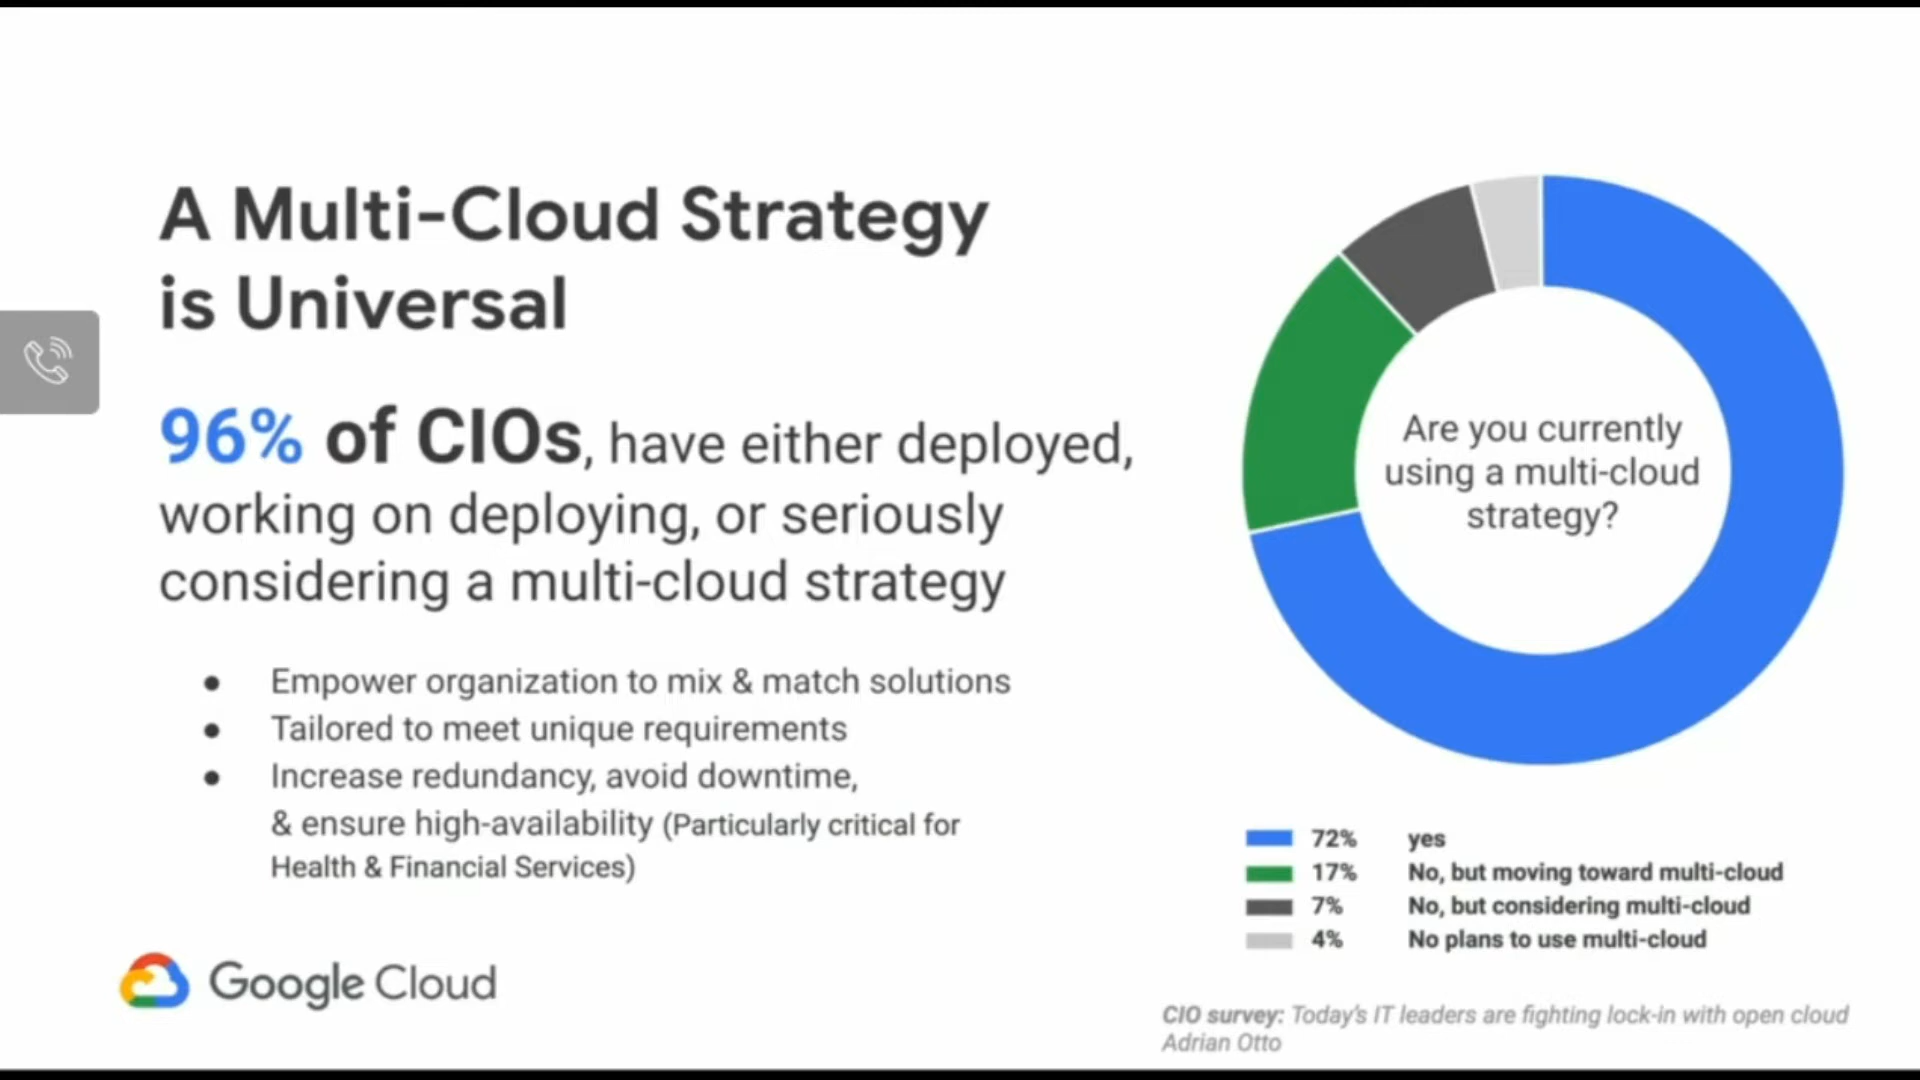 A Multi-Cloud Strategy
is Universal
96% of CIOs, have either deployed,
working on deploying, or seriously
considering a multi-cloud strategy
● Empower organization to mix & match solutions
● Tailored to meet unique requirements
● Increase redundancy, avoid downtime,
& ensure high-availability (Particularly critical for
Health & Financial Services)
Google Cloud
Are you currently
using a multi-cloud
strategy?
72% yes
17% No, but moving toward multi-cloud
7% No, but considering multi-cloud
4% No plans to use multi-cloud
CIO survey: Today's IT leaders are fighting lock-in with open cloud
Adrian Otto